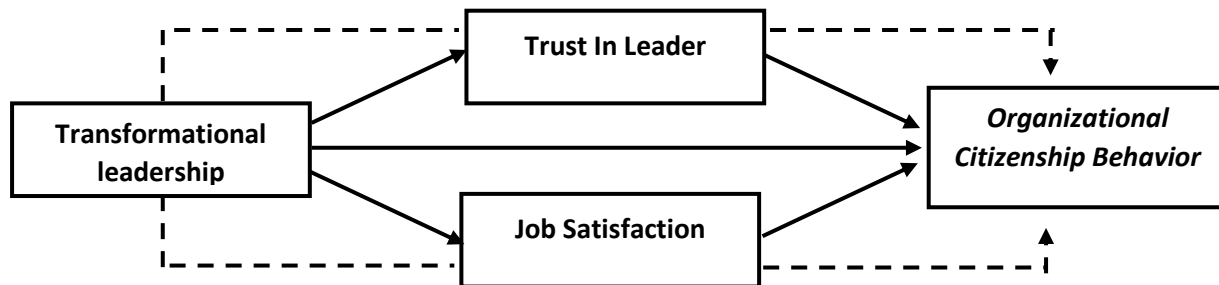 Trust In Leader
Transformational
leadership
Organizational
Citizenship Behavior
Job Satisfaction